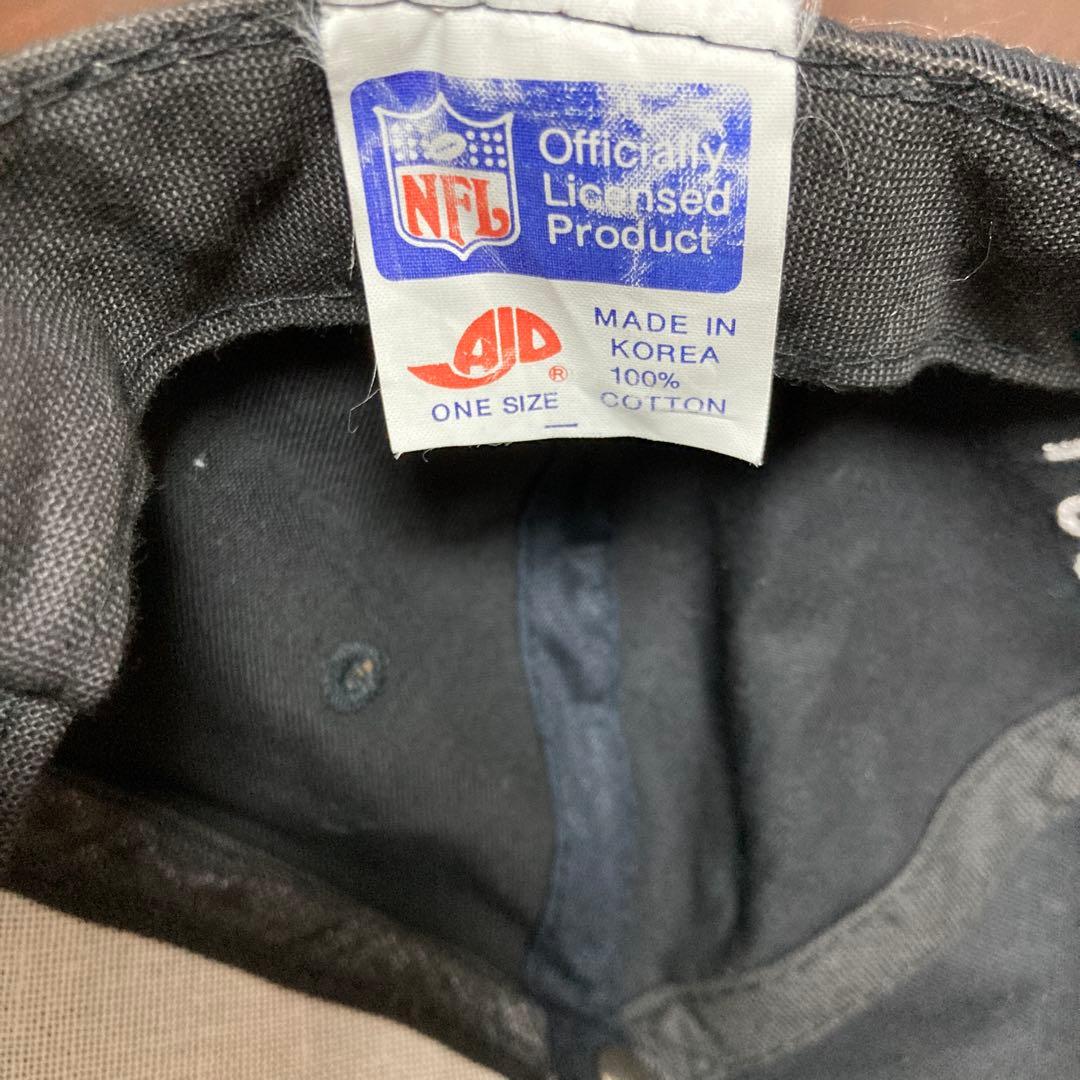 NFL
Officially
Licensed
Product
AJD
®
ONE SIZE
MADE IN
KOREA
100%
COTTON